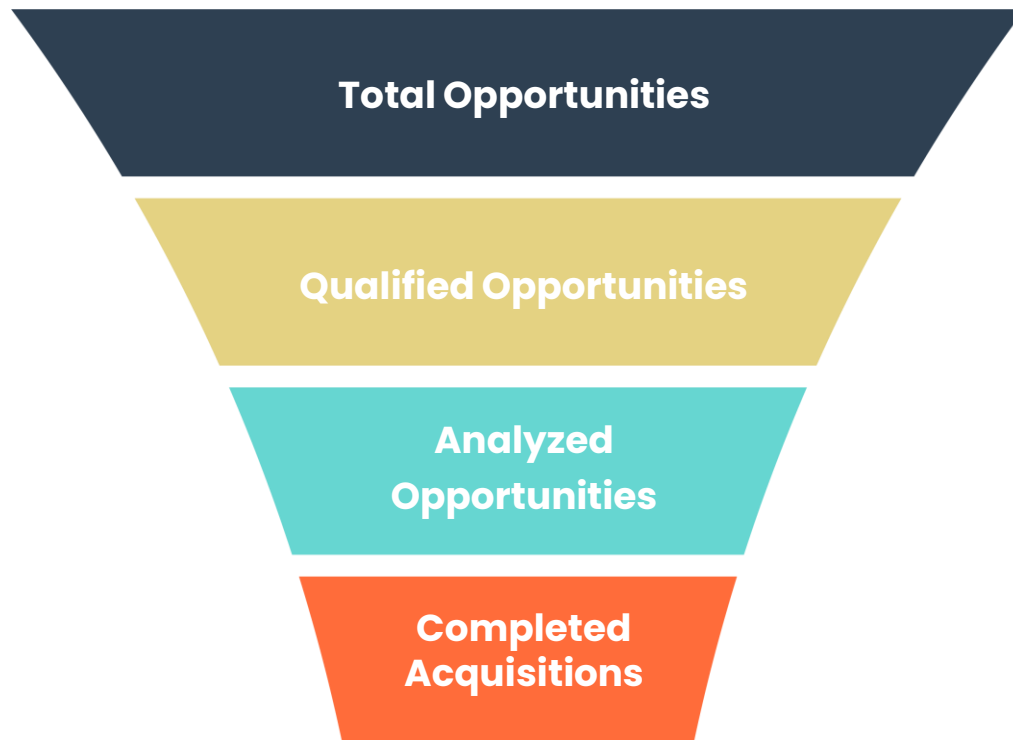 Total Opportunities
Qualified Opportunities
Analyzed
Opportunities
Completed
Acquisitions